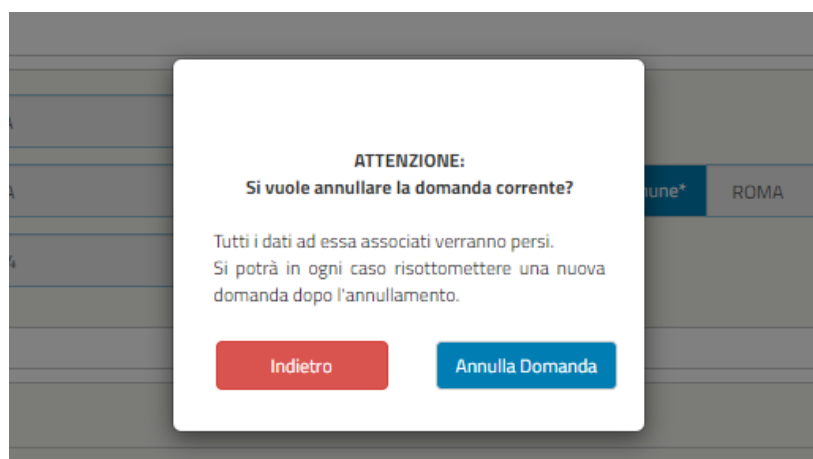 ATTENZIONE:
Si vuole annullare la domanda corrente?
une*
ROMA
Tutti i dati ad essa associati verranno persi.
Si potrà in ogni caso risottomettere una nuova
domanda dopo l'annullamento.
Indietro
Annulla Domanda